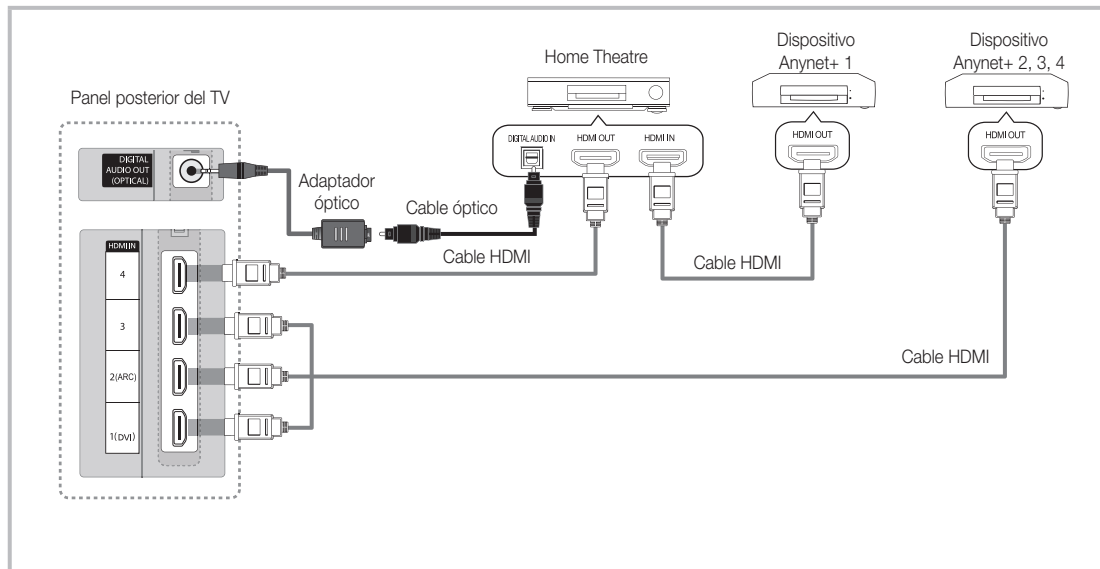 Home Theatre
Dispositivo
Anynet+ 1
Dispositivo
Anynet+ 2, 3, 4
Panel posterior del TV
DIGITAL AUDIO IN
HDMI OUT
HDMI IN
HDMI OUT
HDMI OUT
DIGITAL
AUDIO OUT
(OPTICAL)
Adaptador
óptico
Cable óptico
Cable HDMI
Cable HDMI
HDMI IN
4
3
2(ARC)
1(DVI)
Cable HDMI